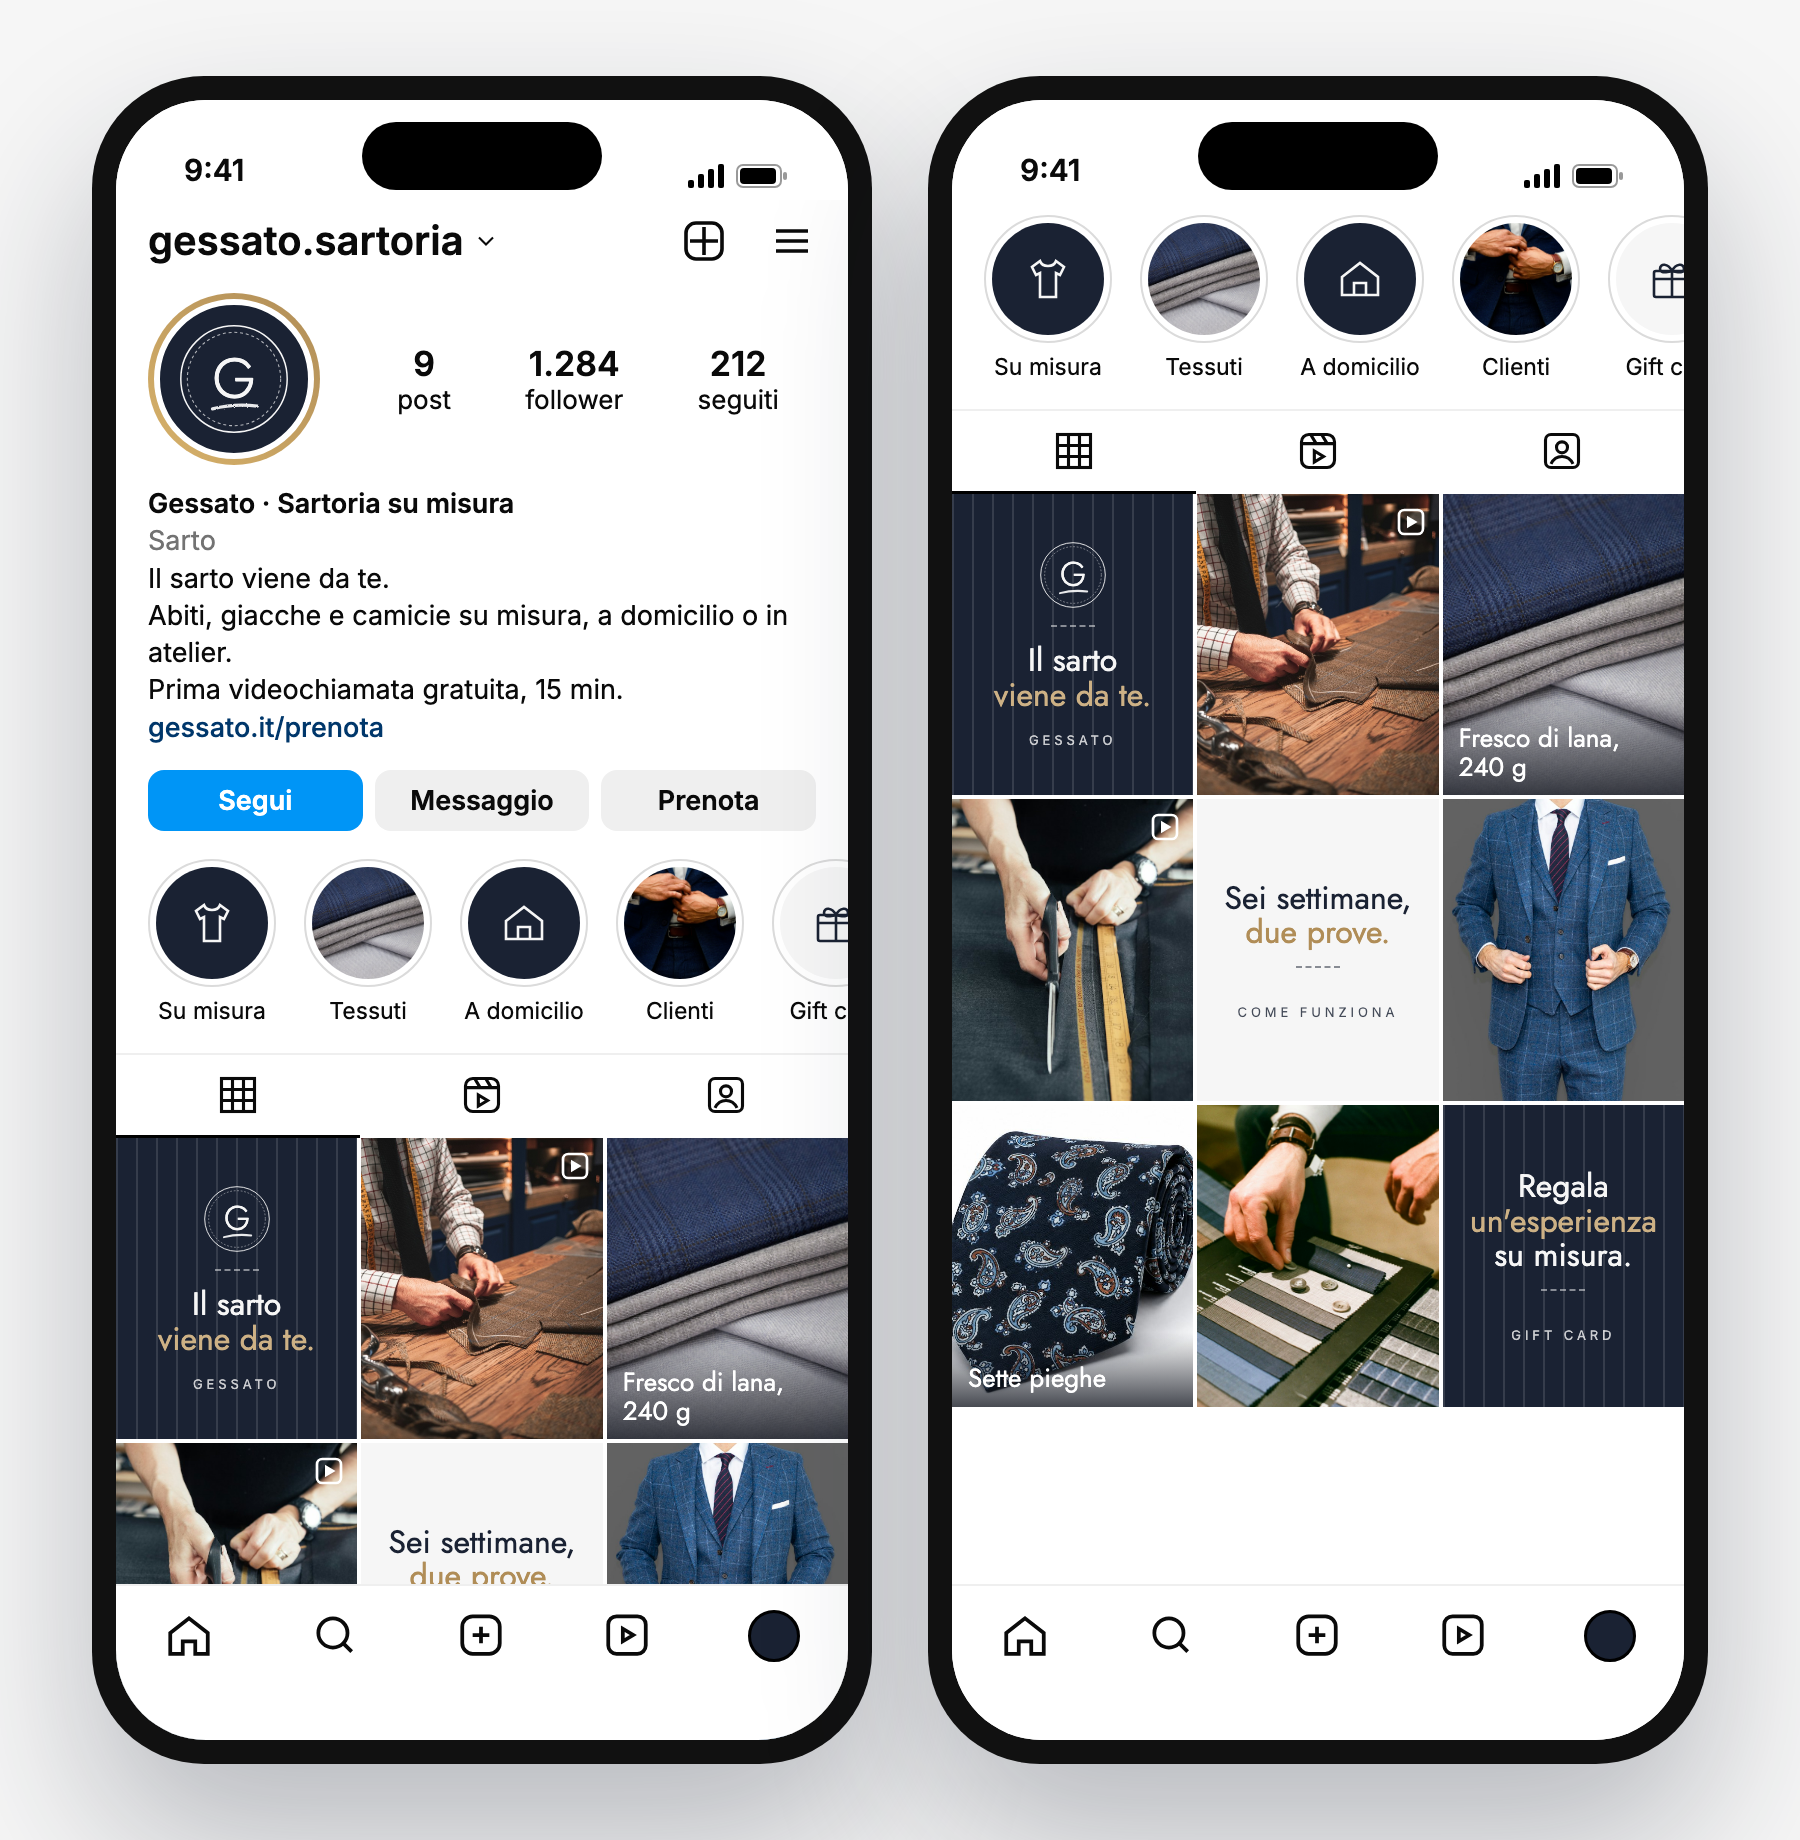 9:41
gessato.sartoria
G
9
post
1.284
follower
212
seguiti
Gessato · Sartoria su misura
Sarto
Il sarto viene da te.
Abiti, giacche e camicie su misura, a domicilio o in
atelier.
Prima videochiamata gratuita, 15 min.
gessato.it/prenota
Segui
Messaggio
Prenota
Su misura
Tessuti
A domicilio
Clienti
Gift c
G
Il sarto
viene da te.
GESSATO
Fresco di lana,
240 g
Sei settimane,
due prove.
9:41
Su misura
Tessuti
A domicilio
Clienti
Gift c
G
Il sarto
viene da te.
GESSATO
Fresco di lana,
240 g
Sei settimane,
due prove.
COME FUNZIONA
Sette pieghe
Regala
un'esperienza
su misura.
GIFT CARD